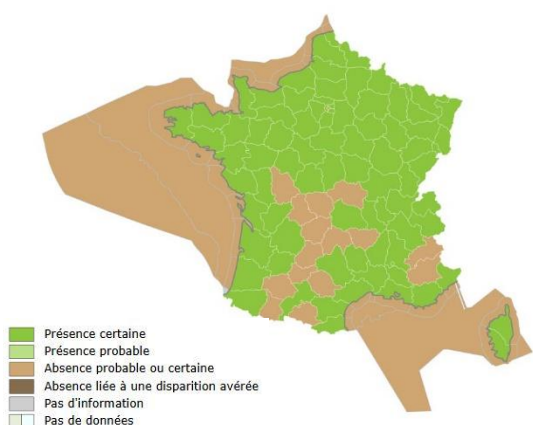 Présence certaine
Présence probable
Absence probable ou certaine
Absence liée à une disparition avérée
Pas d'information
Pas de données